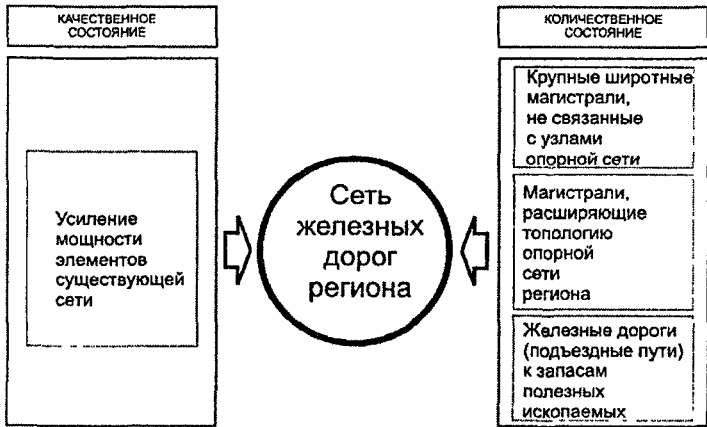 КАЧЕСТВЕННОЕ
СОСТОЯНИЕ
Усиление
мощности
элементов
существующей
сети
Сеть
железных
дорог
региона
КОЛИЧЕСТВЕННОЕ
СОСТОЯНИЕ
Крупные широтные
магистрали,
не связанные
с узлами
опорной сети
Магистрали,
расширяющие
топологию
опорной
сети
региона
Железные дороги
(подъездные пути)
к запасам
полезных
ископаемых